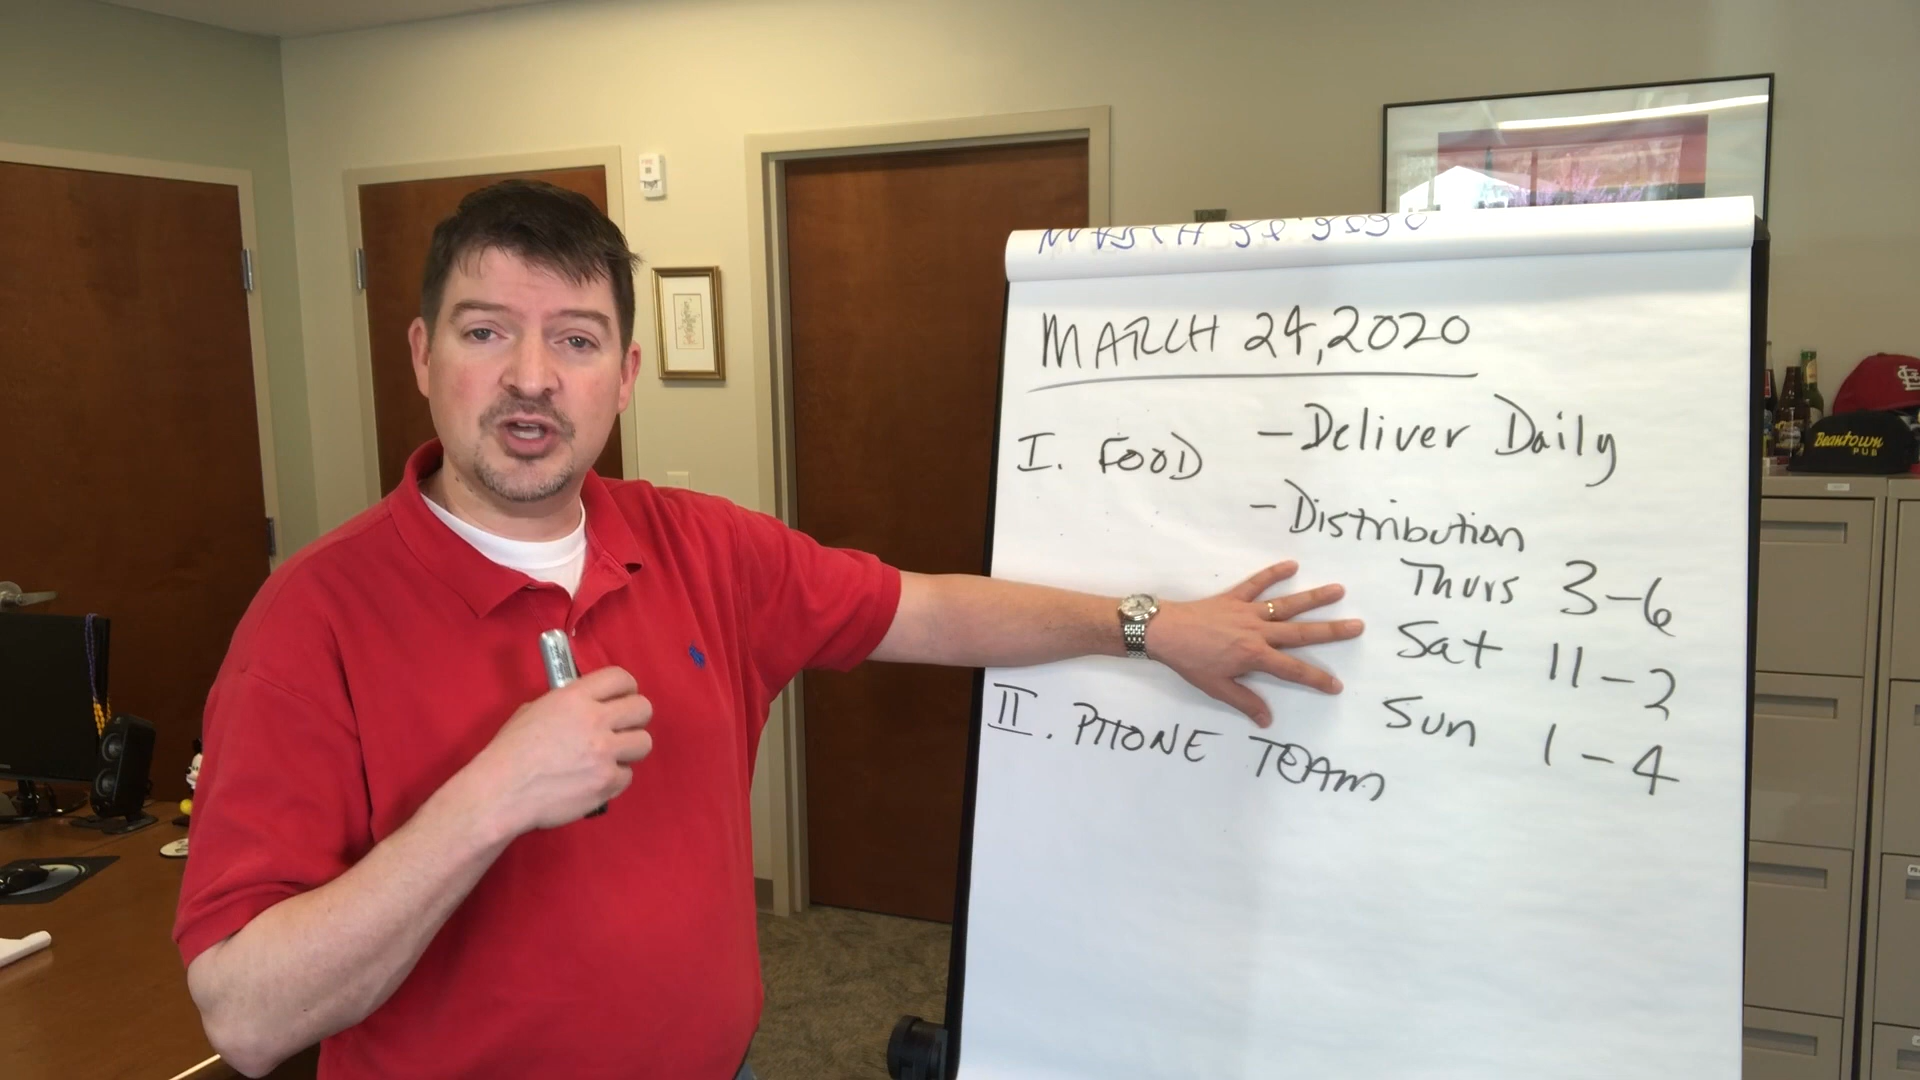 MARCH 24, 2020
I. FOOD - Deliver Daily
- Distribution
Thurs 3-6
Sat 11-2
Sun 1-4
II. PHONE TEAM
Beantown
PUB